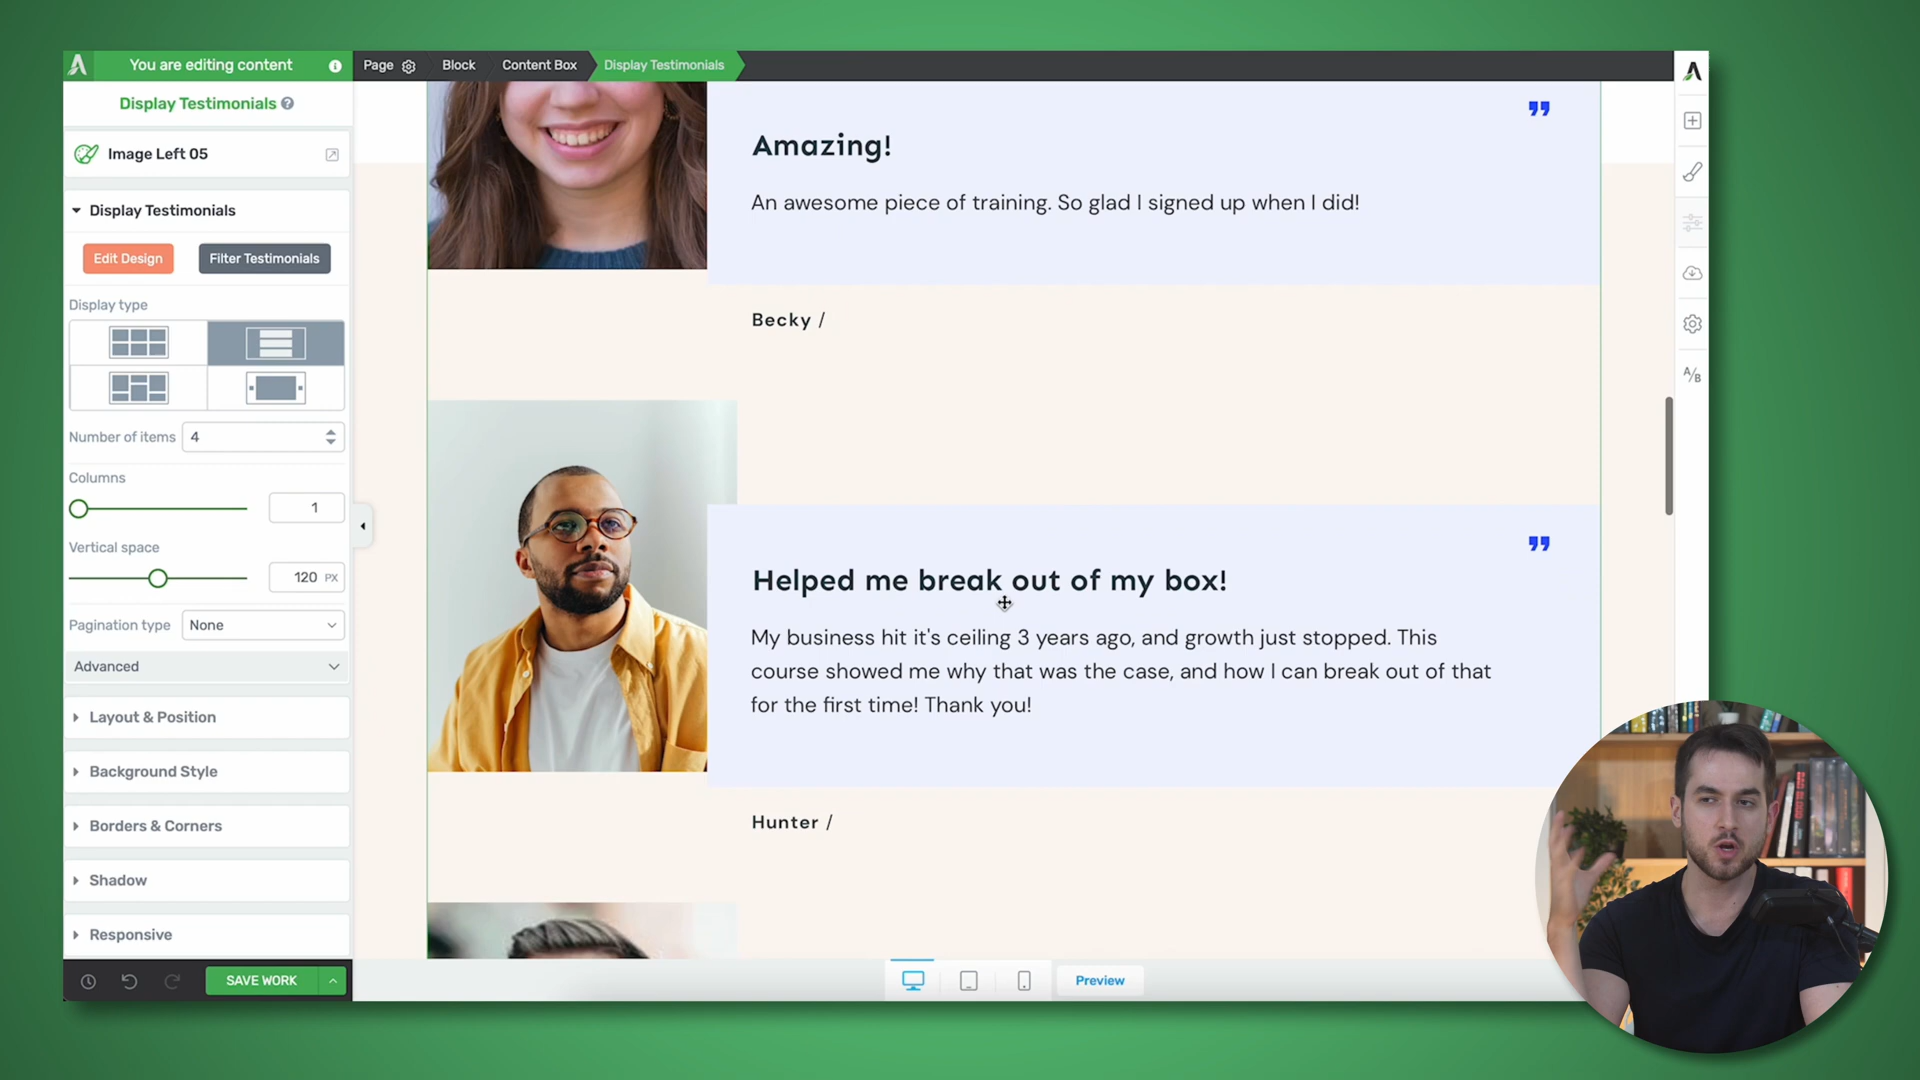 You are editing content
Page
Block
Content Box
Display Testimonials
Display Testimonials
Image Left 05
Display Testimonials
Edit Design
Filter Testimonials
Display type
Number of items
4
Columns
1
Vertical space
120 PX
Pagination type
None
Advanced
Layout & Position
Background Style
Borders & Corners
Shadow
Responsive
SAVE WORK
Amazing!
An awesome piece of training. So glad I signed up when I did!
Becky /
Helped me break out of my box!
My business hit it's ceiling 3 years ago, and growth just stopped. This
course showed me why that was the case, and how I can break out of that
for the first time! Thank you!
Hunter /
Preview
A/B